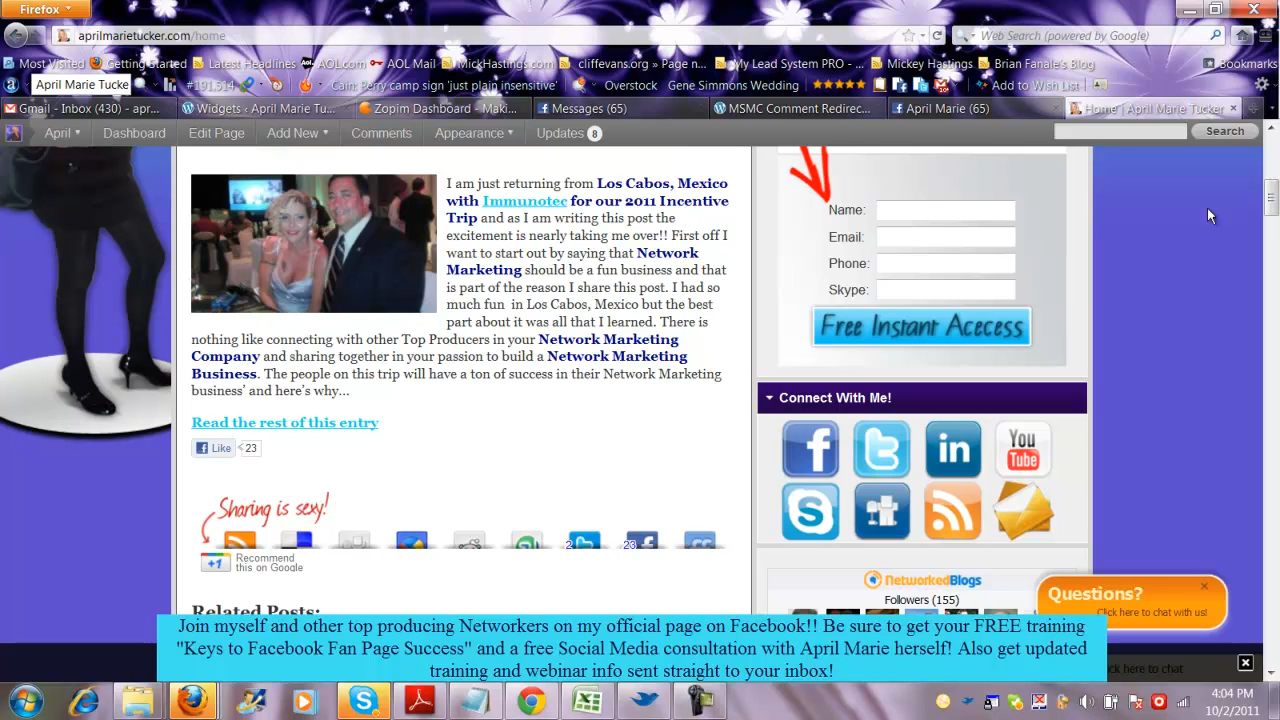 Firefox
aprilmarietucker.com/home
Web Search (powered by Google)
Most Visited Getting Started Latest Headlines AOL.com AOL Mail MickHastings.com cliffevans.org » Page n... My Lead System PRO - ... Mickey Hastings Brian Fanale's Blog Bookmarks
April Marie Tucke #191,514 Cain: Perry camp sign 'just plain insensitive' Overstock Gene Simmons Wedding Add to Wish List
Gmail - Inbox (430) - apr... Widgets ‹ April Marie Tu... Zopim Dashboard - Maki... Messages (65) MSMC Comment Redirec... April Marie (65) Home | April Marie Tucker
April Dashboard Edit Page Add New Comments Appearance Updates 8 Search
I am just returning from Los Cabos, Mexico
with Immunotec for our 2011 Incentive
Trip and as I am writing this post the
excitement is nearly taking me over!! First off I
want to start out by saying that Network
Marketing should be a fun business and that
is part of the reason I share this post. I had so
much fun in Los Cabos, Mexico but the best
part about it was all that I learned. There is
nothing like connecting with other Top Producers in your Network Marketing
Company and sharing together in your passion to build a Network Marketing
Business. The people on this trip will have a ton of success in their Network Marketing
business' and here's why...
Read the rest of this entry
Like 23
Sharing is sexy!
2 23
+1 Recommend
this on Google
Related Posts:
Name:
Email:
Phone:
Skype:
Free Instant Acecess
Connect With Me!
f t in You
Tube
S
NetworkedBlogs
Followers (155)
Questions?
Click here to chat with us!
Join myself and other top producing Networkers on my official page on Facebook!! Be sure to get your FREE training
"Keys to Facebook Fan Page Success" and a free Social Media consultation with April Marie herself! Also get updated
training and webinar info sent straight to your inbox!
lick here to chat
4:04 PM
10/2/2011